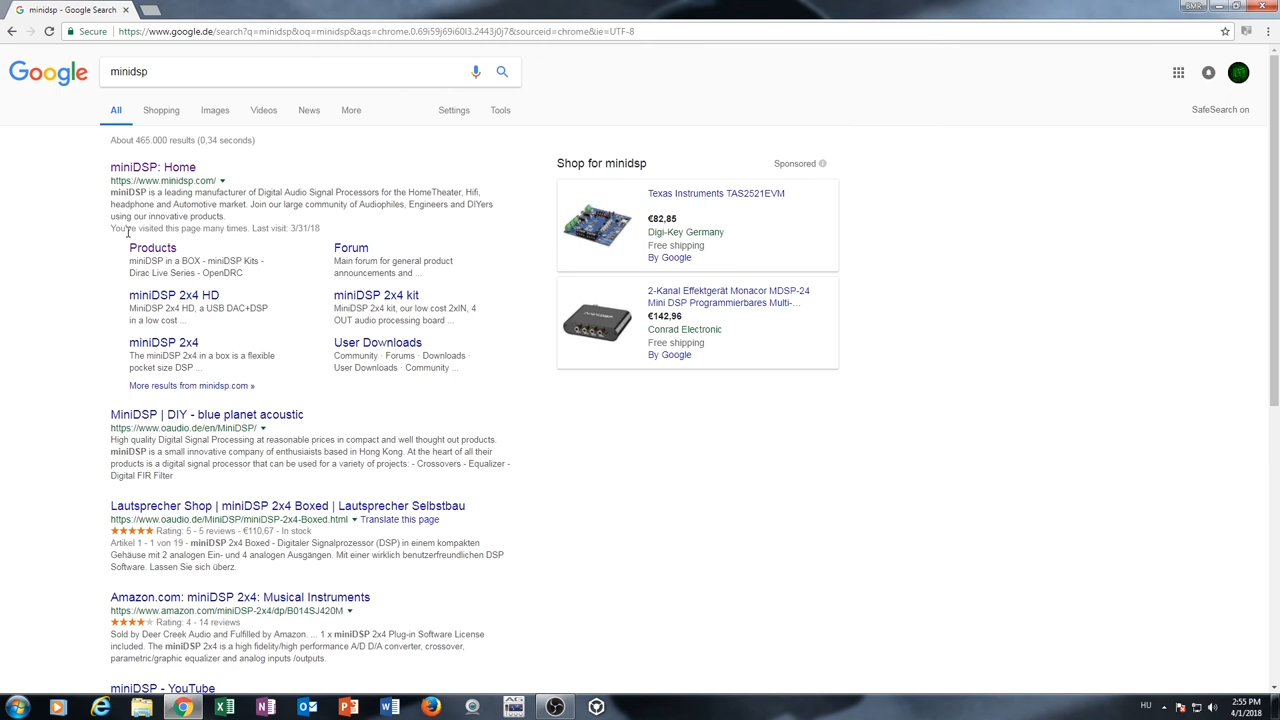 minidsp - Google Search
BMR
Secure
https://www.google.de/search?q=minidsp&oq=minidsp&aqs=chrome.0.69i59j69i60l3.2443j0j7&sourceid=chrome&ie=UTF-8
Google
minidsp
All
Shopping
Images
Videos
News
More
Settings
Tools
SafeSearch on
About 465.000 results (0,34 seconds)
miniDSP: Home
https://www.minidsp.com/
miniDSP is a leading manufacturer of Digital Audio Signal Processors for the HomeTheater, Hifi,
headphone and Automotive market. Join our large community of Audiophiles, Engineers and DIYers
using our innovative products.
You've visited this page many times. Last visit: 3/31/18
Products
miniDSP in a BOX - miniDSP Kits -
Dirac Live Series - OpenDRC
Forum
Main forum for general product
announcements and ...
miniDSP 2x4 HD
MiniDSP 2x4 HD, a USB DAC+DSP
in a low cost ...
miniDSP 2x4 kit
MiniDSP 2x4 kit, our low cost 2xIN, 4
OUT audio processing board ...
miniDSP 2x4
The miniDSP 2x4 in a box is a flexible
pocket size DSP ...
User Downloads
Community · Forums · Downloads ·
User Downloads · Community ...
More results from minidsp.com »
MiniDSP | DIY - blue planet acoustic
https://www.oaudio.de/en/MiniDSP/
High quality Digital Signal Processing at reasonable prices in compact and well thought out products.
miniDSP is a small innovative company of enthusiasts based in Hong Kong. At the heart of all their
products is a digital signal processor that can be used for a variety of projects: - Crossovers - Equalizer -
Digital FIR Filter
Lautsprecher Shop | miniDSP 2x4 Boxed | Lautsprecher Selbstbau
https://www.oaudio.de/MiniDSP/miniDSP-2x4-Boxed.html
Translate this page
Rating: 5 - 5 reviews - €110,67 - In stock
Artikel 1 - 1 von 19 - miniDSP 2x4 Boxed - Digitaler Signalprozessor (DSP) in einem kompakten
Gehäuse mit 2 analogen Ein- und 4 analogen Ausgängen. Mit einer wirklich benutzerfreundlichen DSP
Software. Lassen Sie sich überz.
Amazon.com: miniDSP 2x4: Musical Instruments
https://www.amazon.com/miniDSP-2x4/dp/B014SJ420M
Rating: 4 - 14 reviews
Sold by Deer Creek Audio and Fulfilled by Amazon. ... 1 x miniDSP 2x4 Plug-in Software License
included. The miniDSP 2x4 is a high fidelity/high performance A/D D/A converter, crossover,
parametric/graphic equalizer and analog inputs /outputs.
miniDSP - YouTube
Shop for minidsp
Sponsored
Texas Instruments TAS2521EVM
€82,85
Digi-Key Germany
Free shipping
By Google
2-Kanal Effektgerät Monacor MDSP-24
Mini DSP Programmierbares Multi-...
€142,96
Conrad Electronic
Free shipping
By Google
HU
2:55 PM
4/1/2018